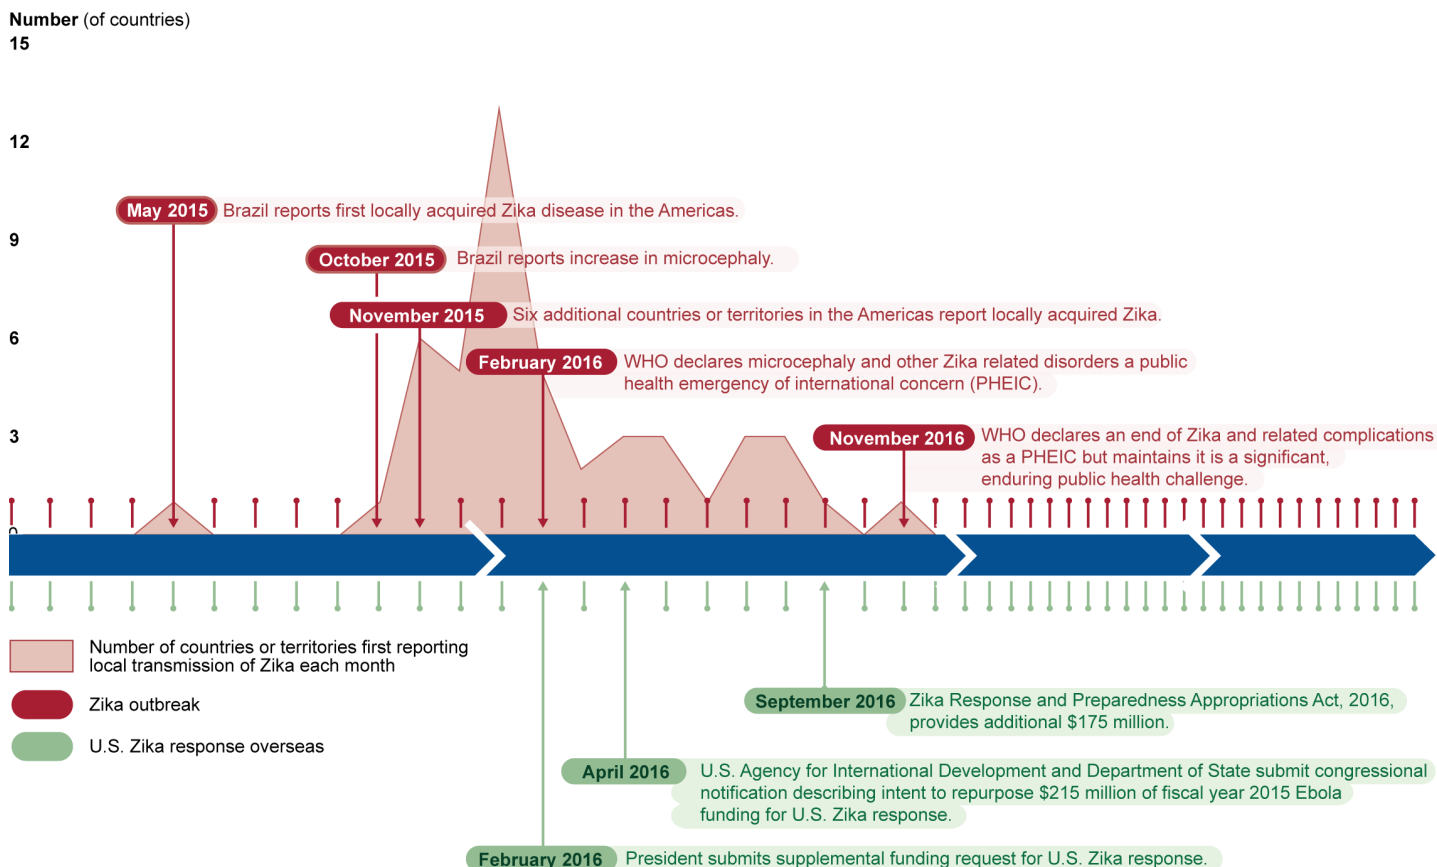 Number (of countries)
15
12
9
6
3
0
May 2015 Brazil reports first locally acquired Zika disease in the Americas.
October 2015 Brazil reports increase in microcephaly.
November 2015 Six additional countries or territories in the Americas report locally acquired Zika.
February 2016 WHO declares microcephaly and other Zika related disorders a public
health emergency of international concern (PHEIC).
November 2016 WHO declares an end of Zika and related complications
as a PHEIC but maintains it is a significant,
enduring public health challenge.
Number of countries or territories first reporting
local transmission of Zika each month
Zika outbreak
U.S. Zika response overseas
September 2016 Zika Response and Preparedness Appropriations Act, 2016,
provides additional $175 million.
April 2016 U.S. Agency for International Development and Department of State submit congressional
notification describing intent to repurpose $215 million of fiscal year 2015 Ebola
funding for U.S. Zika response.
February 2016 President submits supplemental funding request for U.S. Zika response.